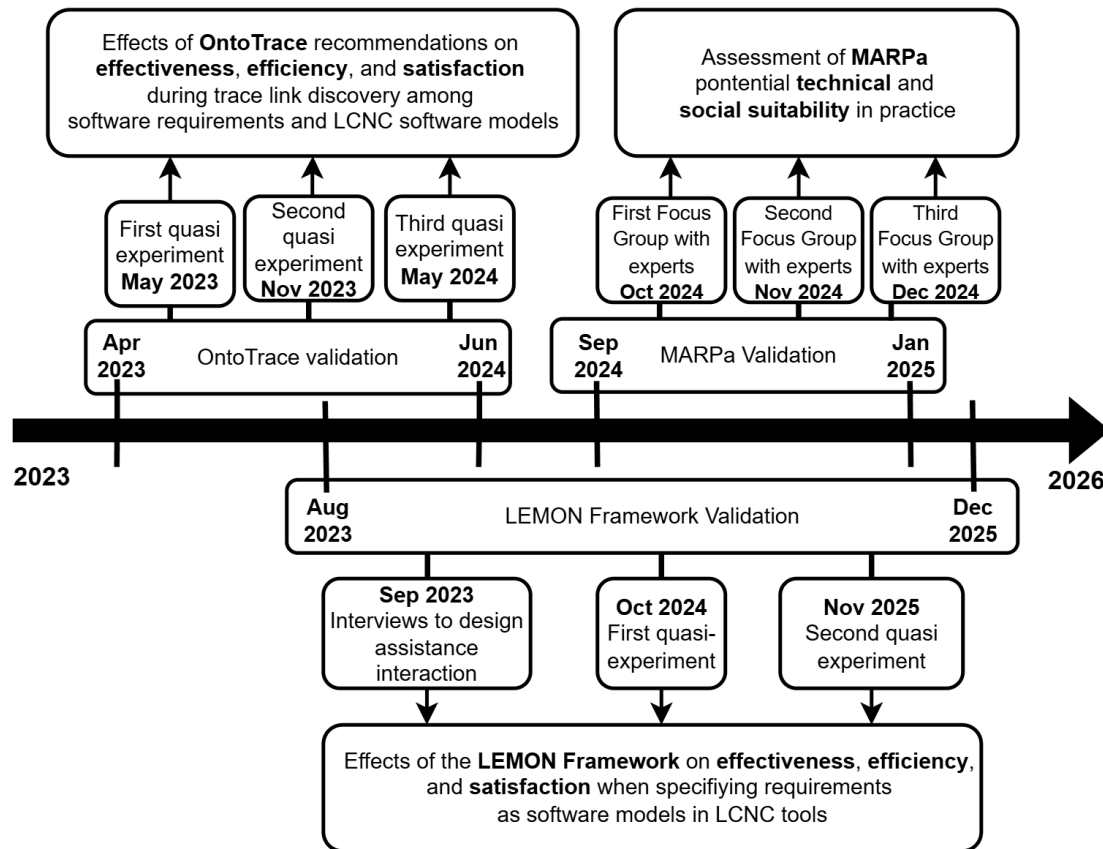 Effects of OntoTrace recommendations on
effectiveness, efficiency, and satisfaction
during trace link discovery among
software requirements and LCNC software models
Assessment of MARPa
pontential technical and
social suitability in practice
First quasi
experiment
May 2023
Second
quasi
experiment
Nov 2023
Third quasi
experiment
May 2024
First Focus
Group with
experts
Oct 2024
Second
Focus Group
with experts
Nov 2024
Third
Focus Group
with experts
Dec 2024
Apr
2023
OntoTrace validation
Jun
2024
Sep
2024
MARPa Validation
Jan
2025
2023
2026
Aug
2023
LEMON Framework Validation
Dec
2025
Sep 2023
Interviews to design
assistance
interaction
Oct 2024
First quasi-
experiment
Nov 2025
Second quasi
experiment
Effects of the LEMON Framework on effectiveness, efficiency,
and satisfaction when specifiying requirements
as software models in LCNC tools